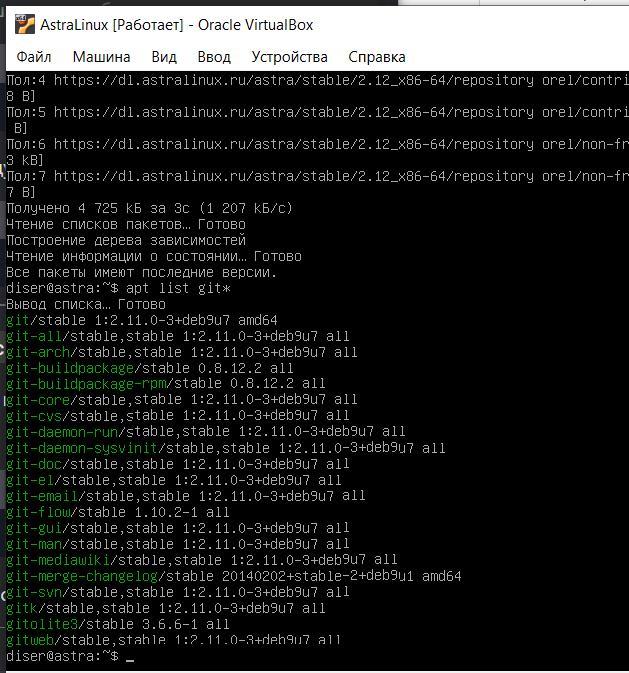 AstraLinux [Работает] - Oracle VirtualBox
Файл Машина Вид Ввод Устройства Справка
Пол:4 https://dl.astralinux.ru/astra/stable/2.12_x86-64/repository orel/contri
8 B]
Пол:5 https://dl.astralinux.ru/astra/stable/2.12_x86-64/repository orel/contri
B]
Пол:6 https://dl.astralinux.ru/astra/stable/2.12_x86-64/repository orel/non-fr
3 kB]
Пол:7 https://dl.astralinux.ru/astra/stable/2.12_x86-64/repository orel/non-fr
7 B]
Получено 4 725 kБ за 3с (1 207 kБ/с)
Чтение списков пакетов… Готово
Построение дерева зависимостей
Чтение информации о состоянии… Готово
Все пакеты имеют последние версии.
diser@astra:~$ apt list git*
Вывод списка… Готово
git/stable 1:2.11.0-3+deb9u7 amd64
git-all/stable,stable 1:2.11.0-3+deb9u7 all
git-arch/stable,stable 1:2.11.0-3+deb9u7 all
git-buildpackage/stable 0.8.12.2 all
git-buildpackage-rpm/stable 0.8.12.2 all
git-core/stable,stable 1:2.11.0-3+deb9u7 all
git-cvs/stable,stable 1:2.11.0-3+deb9u7 all
git-daemon-run/stable,stable 1:2.11.0-3+deb9u7 all
git-daemon-sysvinit/stable,stable 1:2.11.0-3+deb9u7 all
git-doc/stable,stable 1:2.11.0-3+deb9u7 all
git-el/stable,stable 1:2.11.0-3+deb9u7 all
git-email/stable,stable 1:2.11.0-3+deb9u7 all
git-flow/stable 1.10.2-1 all
git-gui/stable,stable 1:2.11.0-3+deb9u7 all
git-man/stable,stable 1:2.11.0-3+deb9u7 all
git-mediawiki/stable,stable 1:2.11.0-3+deb9u7 all
git-merge-changelog/stable 20140202+stable-2+deb9u1 amd64
git-svn/stable,stable 1:2.11.0-3+deb9u7 all
gitk/stable,stable 1:2.11.0-3+deb9u7 all
gitolite3/stable 3.6.6-1 all
gitweb/stable,stable 1:2.11.0-3+deb9u7 all
diser@astra:~$ _